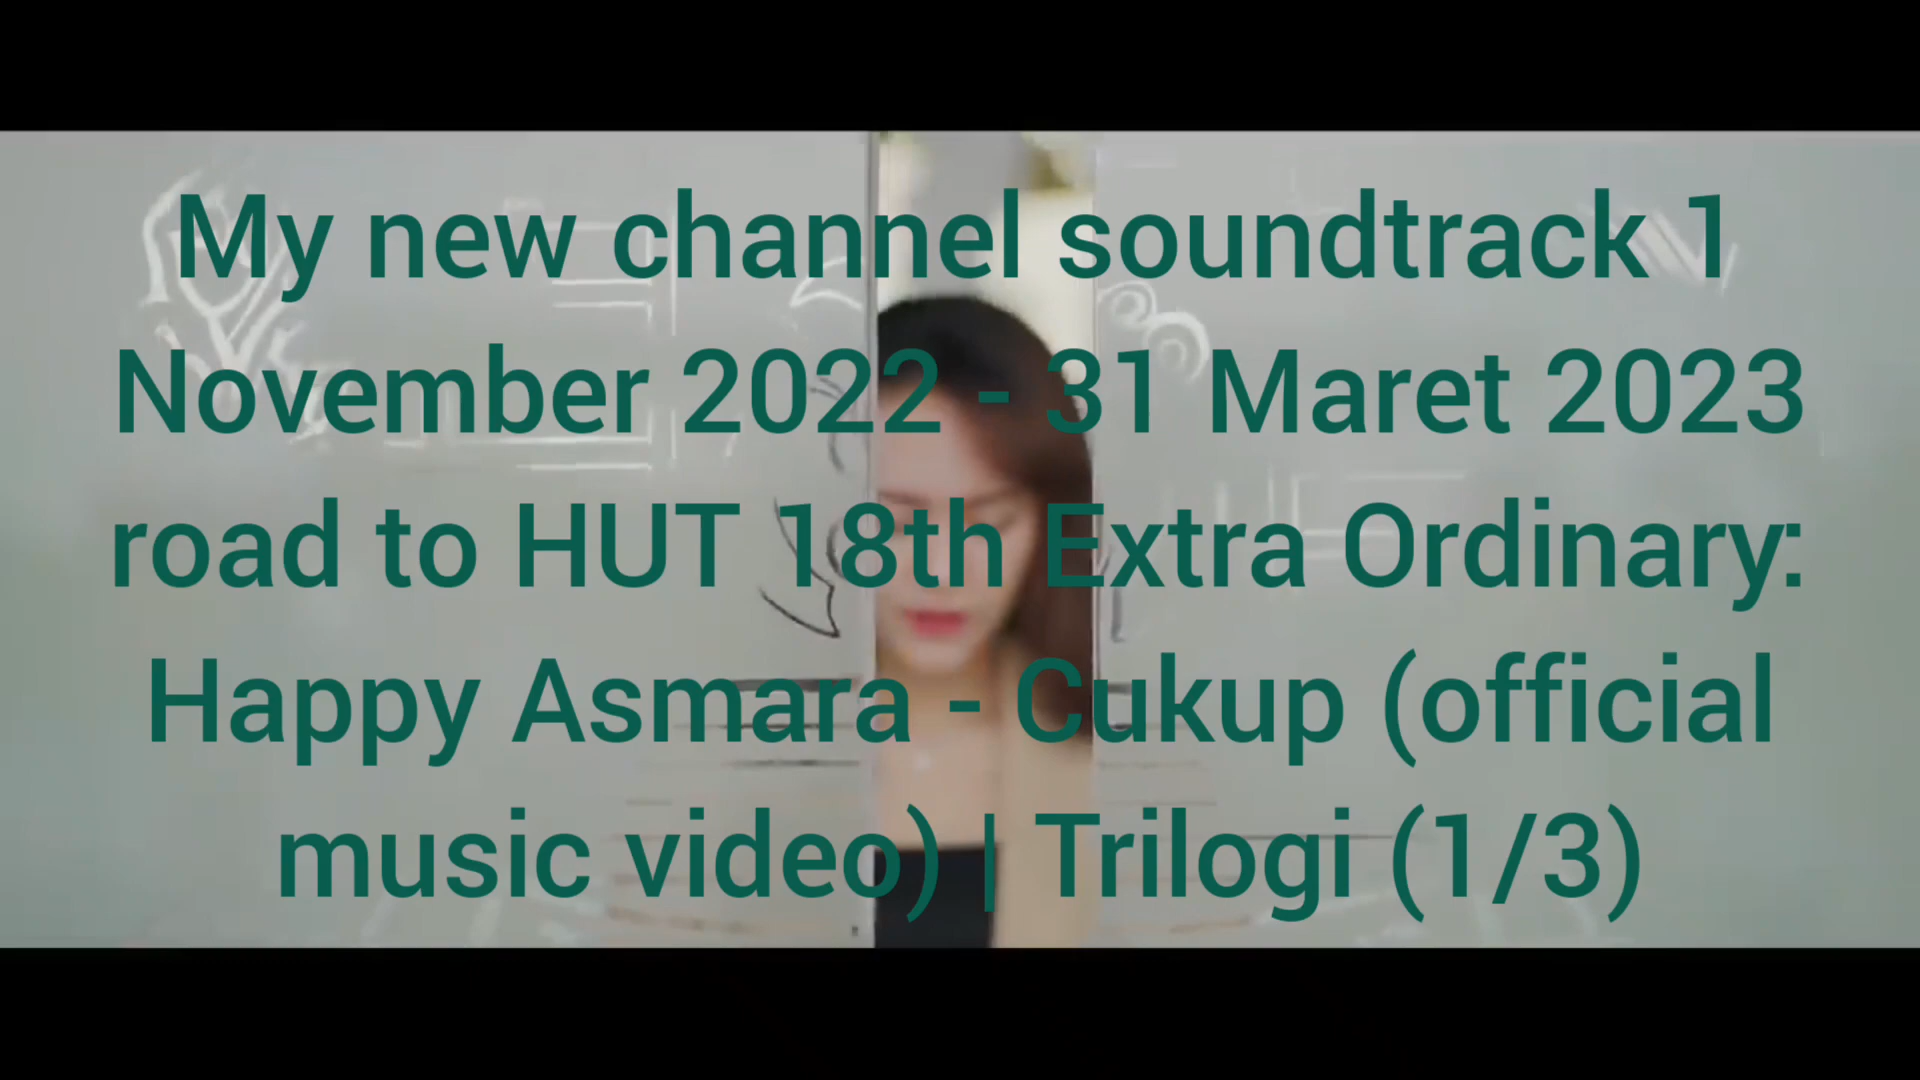 My new channel soundtrack 1
November 2022 - 31 Maret 2023
road to HUT 18th Extra Ordinary:
Happy Asmara - Cukup (official
music video) | Trilogi (1/3)